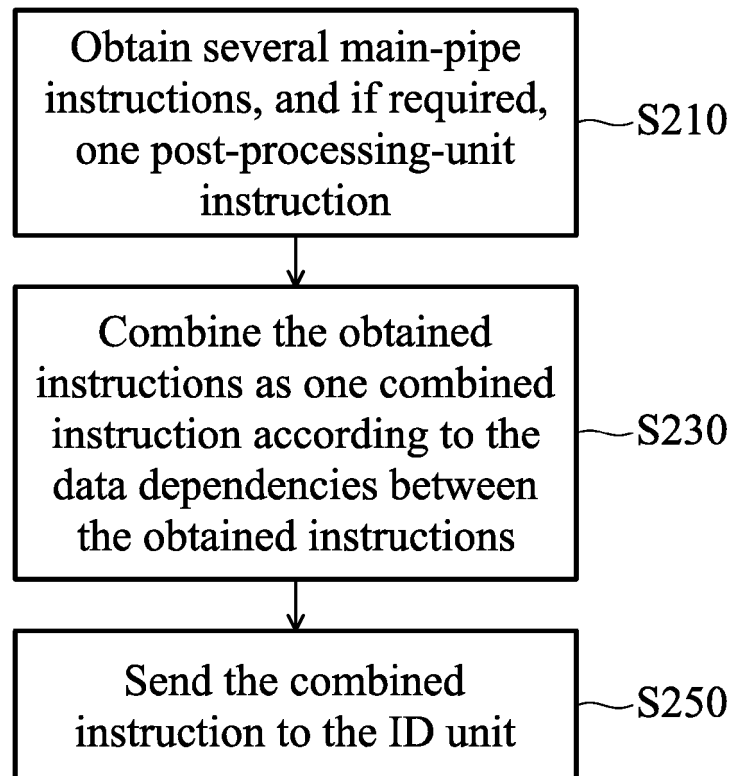 Obtain several main-pipe
instructions, and if required,
one post-processing-unit
instruction
S210
Combine the obtained
instructions as one combined
instruction according to the
data dependencies between
the obtained instructions
S230
Send the combined
instruction to the ID unit
S250